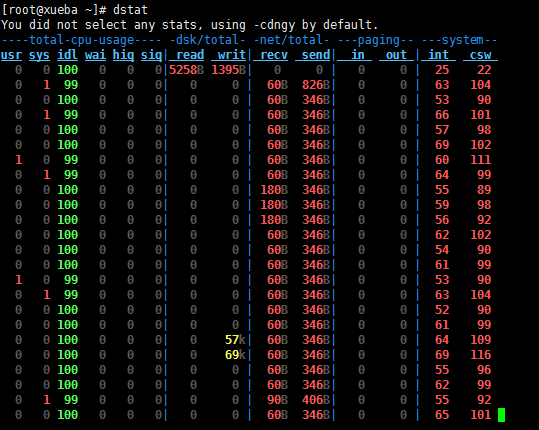 [root@xueba ~]# dstat
You did not select any stats, using -cdngy by default.
----total-cpu-usage---- -dsk/total- -net/total- ---paging-- ---system--
usr sys idl wai hiq siq| read writ| recv send| in out | int csw
0 0 100 0 0 0|5258B 1395B| 0 0 | 0 0 | 25 22
0 1 99 0 0 0| 0 0 | 60B 826B| 0 0 | 63 104
0 0 100 0 0 0| 0 0 | 60B 346B| 0 0 | 53 90
0 1 99 0 0 0| 0 0 | 60B 346B| 0 0 | 66 101
0 0 100 0 0 0| 0 0 | 60B 346B| 0 0 | 57 98
0 0 100 0 0 0| 0 0 | 60B 346B| 0 0 | 69 102
1 0 99 0 0 0| 0 0 | 60B 346B| 0 0 | 60 111
0 1 99 0 0 0| 0 0 | 60B 346B| 0 0 | 64 99
0 0 100 0 0 0| 0 0 | 180B 346B| 0 0 | 55 89
0 0 100 0 0 0| 0 0 | 180B 346B| 0 0 | 59 98
0 0 100 0 0 0| 0 0 | 180B 346B| 0 0 | 56 92
0 0 100 0 0 0| 0 0 | 60B 346B| 0 0 | 62 102
0 0 100 0 0 0| 0 0 | 60B 346B| 0 0 | 54 90
0 0 100 0 0 0| 0 0 | 60B 346B| 0 0 | 61 99
1 0 99 0 0 0| 0 0 | 60B 346B| 0 0 | 53 90
0 1 99 0 0 0| 0 0 | 60B 346B| 0 0 | 63 104
0 0 100 0 0 0| 0 0 | 60B 346B| 0 0 | 52 90
0 0 100 0 0 0| 0 0 | 60B 346B| 0 0 | 61 99
0 0 100 0 0 0| 0 57k| 60B 346B| 0 0 | 64 109
0 0 100 0 0 0| 0 69k| 60B 346B| 0 0 | 69 116
0 0 100 0 0 0| 0 0 | 60B 346B| 0 0 | 55 96
0 0 100 0 0 0| 0 0 | 60B 346B| 0 0 | 62 99
0 1 99 0 0 0| 0 0 | 90B 406B| 0 0 | 55 92
0 0 100 0 0 0| 0 0 | 60B 346B| 0 0 | 65 101